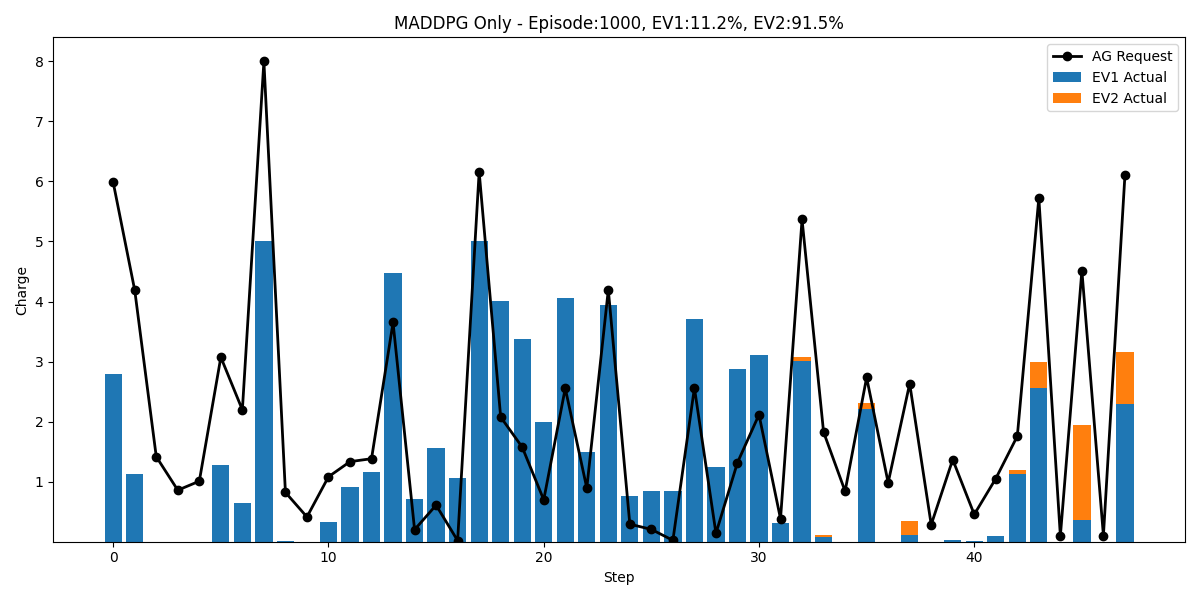 MADDPG Only - Episode:1000, EV1:11.2%, EV2:91.5%
AG Request
EV1 Actual
EV2 Actual
Charge
8
7
6
5
4
3
2
1
0
10
20
30
40
Step